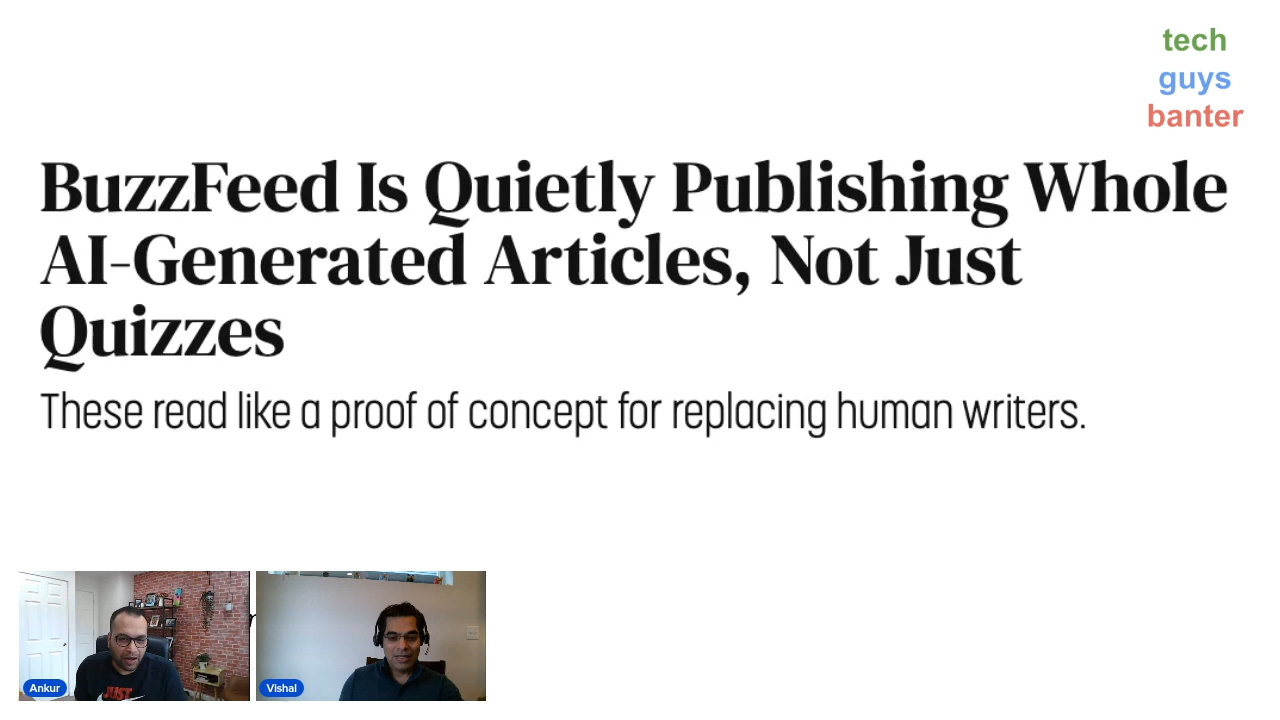 tech
guys
banter
BuzzFeed Is Quietly Publishing Whole
AI-Generated Articles, Not Just
Quizzes
These read like a proof of concept for replacing human writers.
JUST
Ankur
Vishal